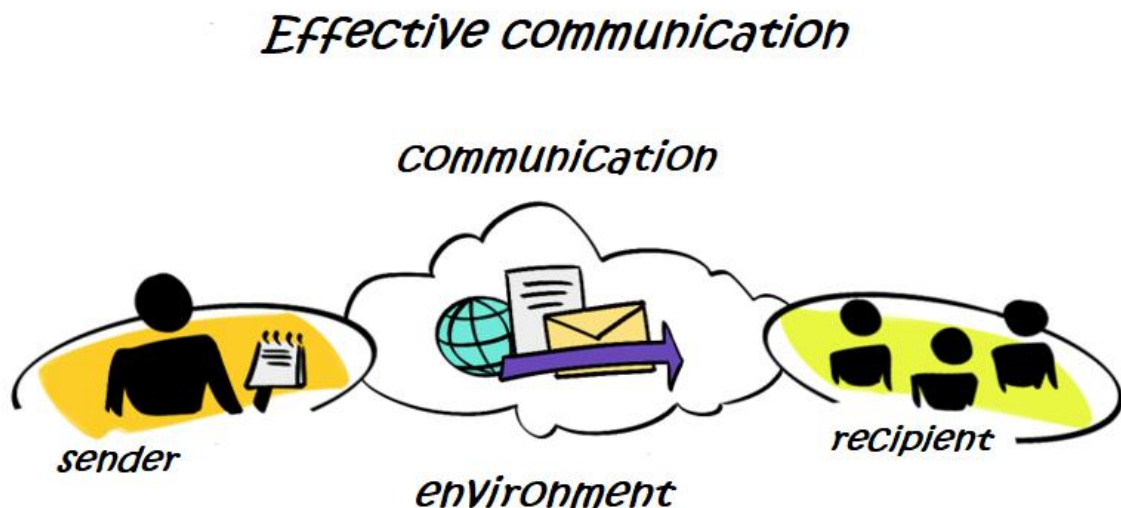 Effective communication
communication
sender
recipient
environment